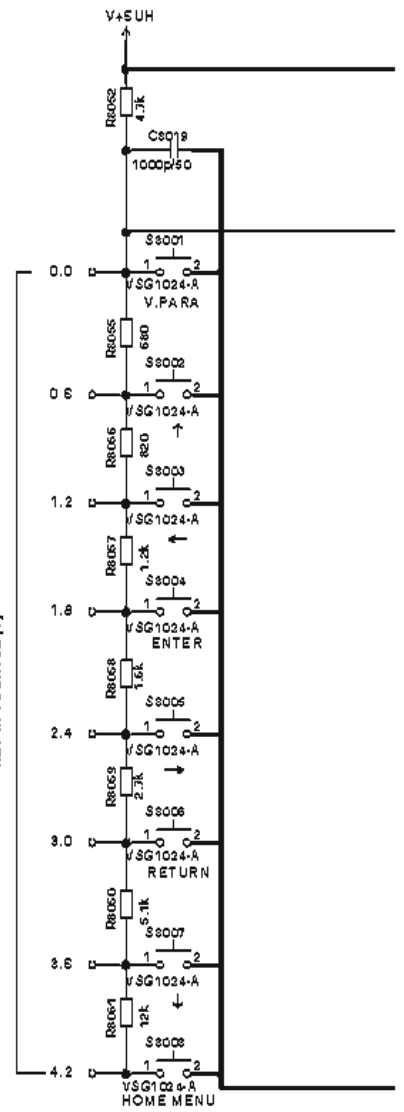 V+5UH
R8062
4.7k
C8019
1000p/50
S8001
0.0
1
2
VSG1024-A
V.PARA
R8055
680
S8002
0.6
1
2
VSG1024-A
↑
R8056
820
S8003
1.2
1
2
VSG1024-A
←
R8057
1.2k
S8004
1.8
1
2
VSG1024-A
ENTER
R8058
1.6k
S8005
2.4
1
2
VSG1024-A
→
R8059
2.7k
S8006
3.0
1
2
VSG1024-A
RETURN
R8060
5.1k
S8007
3.6
1
2
VSG1024-A
↓
R8061
12k
S8008
4.2
1
2
VSG1024-A
HOME MENU